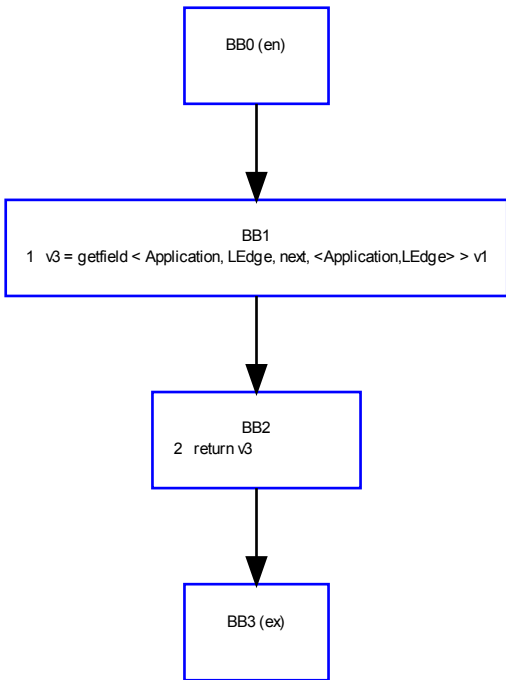 BB0 (en)
BB1
1 v3 = getfield < Application, LEdge, next, <Application,LEdge> > v1
BB2
2 return v3
BB3 (ex)